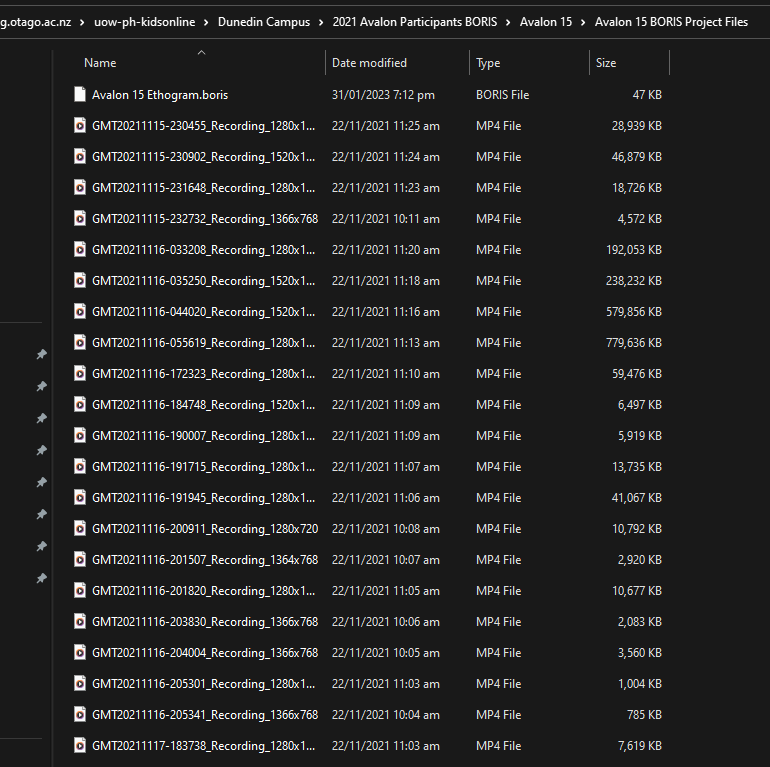 g.otago.ac.nz › uow-ph-kidsonline › Dunedin Campus › 2021 Avalon Participants BORIS › Avalon 15 › Avalon 15 BORIS Project Files
Name Date modified Type Size
Avalon 15 Ethogram.boris 31/01/2023 7:12 pm BORIS File 47 KB
GMT20211115-230455_Recording_1280x1... 22/11/2021 11:25 am MP4 File 28,939 KB
GMT20211115-230902_Recording_1520x1... 22/11/2021 11:24 am MP4 File 46,879 KB
GMT20211115-231648_Recording_1280x1... 22/11/2021 11:23 am MP4 File 18,726 KB
GMT20211115-232732_Recording_1366x768 22/11/2021 10:11 am MP4 File 4,572 KB
GMT20211116-033208_Recording_1280x1... 22/11/2021 11:20 am MP4 File 192,053 KB
GMT20211116-035250_Recording_1520x1... 22/11/2021 11:18 am MP4 File 238,232 KB
GMT20211116-044020_Recording_1520x1... 22/11/2021 11:16 am MP4 File 579,856 KB
GMT20211116-055619_Recording_1280x1... 22/11/2021 11:13 am MP4 File 779,636 KB
GMT20211116-172323_Recording_1280x1... 22/11/2021 11:10 am MP4 File 59,476 KB
GMT20211116-184748_Recording_1520x1... 22/11/2021 11:09 am MP4 File 6,497 KB
GMT20211116-190007_Recording_1280x1... 22/11/2021 11:09 am MP4 File 5,919 KB
GMT20211116-191715_Recording_1280x1... 22/11/2021 11:07 am MP4 File 13,735 KB
GMT20211116-191945_Recording_1280x1... 22/11/2021 11:06 am MP4 File 41,067 KB
GMT20211116-200911_Recording_1280x720 22/11/2021 10:08 am MP4 File 10,792 KB
GMT20211116-201507_Recording_1364x768 22/11/2021 10:07 am MP4 File 2,920 KB
GMT20211116-201820_Recording_1280x1... 22/11/2021 11:05 am MP4 File 10,677 KB
GMT20211116-203830_Recording_1366x768 22/11/2021 10:06 am MP4 File 2,083 KB
GMT20211116-204004_Recording_1366x768 22/11/2021 10:05 am MP4 File 3,560 KB
GMT20211116-205301_Recording_1280x1... 22/11/2021 11:03 am MP4 File 1,004 KB
GMT20211116-205341_Recording_1366x768 22/11/2021 10:04 am MP4 File 785 KB
GMT20211117-183738_Recording_1280x1... 22/11/2021 11:03 am MP4 File 7,619 KB